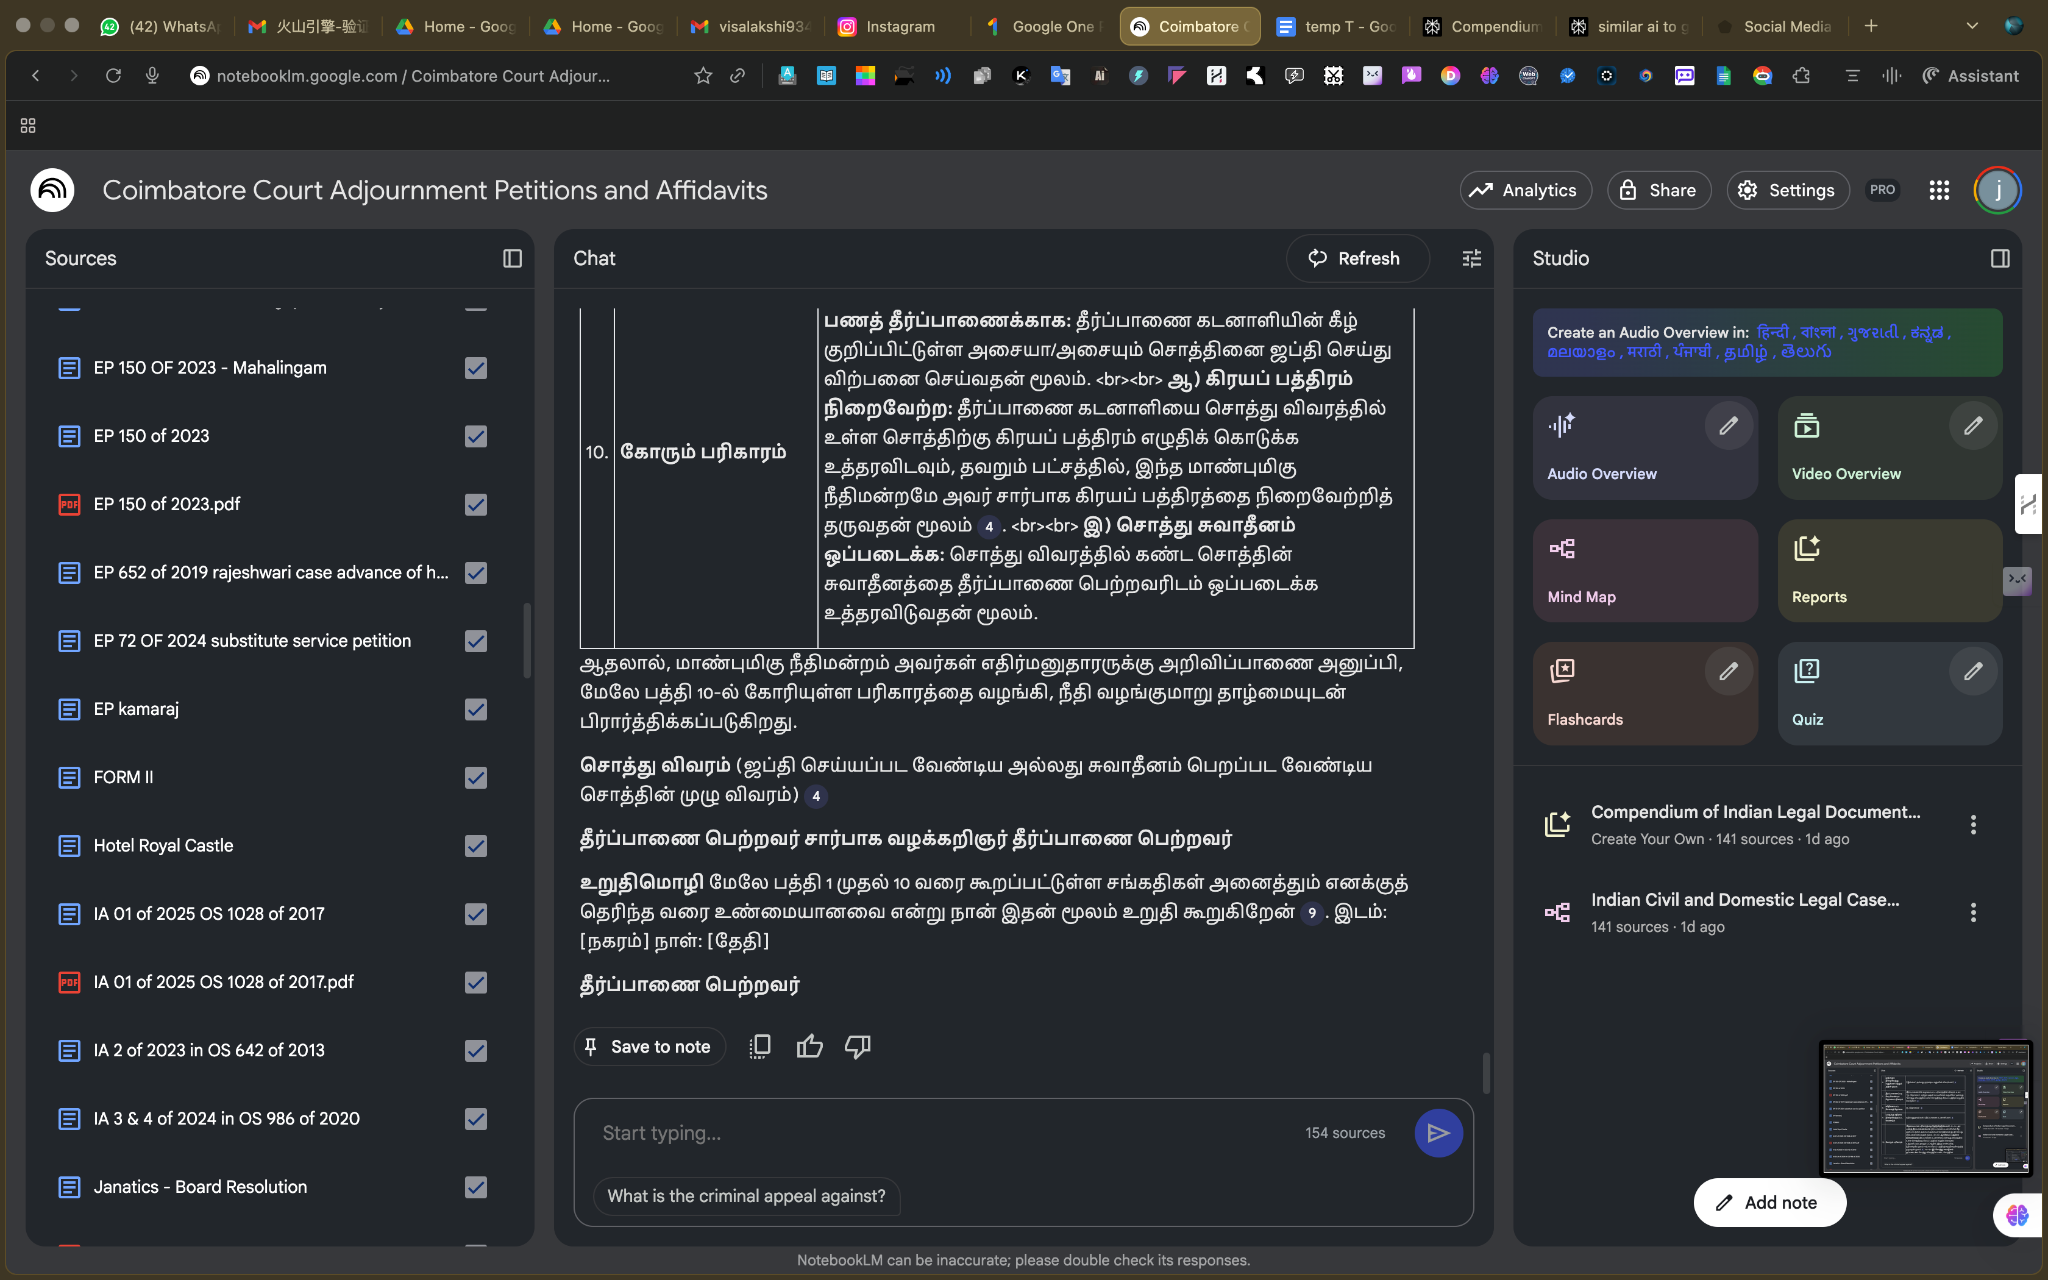 (42) WhatsA
火山引擎-验证
Home - Goog
Home - Goog
visalakshi934
Instagram
Google One
Coimbatore C
temp T - Goo
Compendium
similar ai to g
Social Media
notebooklm.google.com / Coimbatore Court Adjour...
Assistant
Coimbatore Court Adjournment Petitions and Affidavits
Analytics
Share
Settings
PRO
j
Sources
EP 150 OF 2023 - Mahalingam
EP 150 of 2023
EP 150 of 2023.pdf
EP 652 of 2019 rajeshwari case advance of h...
EP 72 OF 2024 substitute service petition
EP kamaraj
FORM II
Hotel Royal Castle
IA 01 of 2025 OS 1028 of 2017
IA 01 of 2025 OS 1028 of 2017.pdf
IA 2 of 2023 in OS 642 of 2013
IA 3 & 4 of 2024 in OS 986 of 2020
Janatics - Board Resolution
Chat
Refresh
10. கோரும் பரிகாரம்
பணத் தீர்ப்பாணைக்காக: தீர்ப்பாணை கடனாளியின் கீழ்
குறிப்பிட்டுள்ள அசையா/அசையும் சொத்தினை ஜப்தி செய்து
விற்பனை செய்வதன் மூலம். <br><br> ஆ) கிரயப் பத்திரம்
நிறைவேற்ற: தீர்ப்பாணை கடனாளியை சொத்து விவரத்தில்
உள்ள சொத்திற்கு கிரயப் பத்திரம் எழுதிக் கொடுக்க
உத்தரவிடவும், தவறும் பட்சத்தில், இந்த மாண்புமிகு
நீதிமன்றமே அவர் சார்பாக கிரயப் பத்திரத்தை நிறைவேற்றித்
தருவதன் மூலம் 4 . <br><br> இ) சொத்து சுவாதீனம்
ஒப்படைக்க: சொத்து விவரத்தில் கண்ட சொத்தின்
சுவாதீனத்தை தீர்ப்பாணை பெற்றவரிடம் ஒப்படைக்க
உத்தரவிடுவதன் மூலம்.
ஆதலால், மாண்புமிகு நீதிமன்றம் அவர்கள் எதிர்மனுதாரருக்கு அறிவிப்பாணை அனுப்பி,
மேலே பத்தி 10-ல் கோரியுள்ள பரிகாரத்தை வழங்கி, நீதி வழங்குமாறு தாழ்மையுடன்
பிரார்த்திக்கப்படுகிறது.
சொத்து விவரம் (ஜப்தி செய்யப்பட வேண்டிய அல்லது சுவாதீனம் பெறப்பட வேண்டிய
சொத்தின் முழு விவரம்) 4
தீர்ப்பாணை பெற்றவர் சார்பாக வழக்கறிஞர் தீர்ப்பாணை பெற்றவர்
உறுதிமொழி மேலே பத்தி 1 முதல் 10 வரை கூறப்பட்டுள்ள சங்கதிகள் அனைத்தும் எனக்குத்
தெரிந்த வரை உண்மையானவை என்று நான் இதன் மூலம் உறுதி கூறுகிறேன் 9 . இடம்:
[நகரம்] நாள்: [தேதி]
தீர்ப்பாணை பெற்றவர்
Save to note
Start typing...
154 sources
What is the criminal appeal against?
NotebookLM can be inaccurate; please double check its responses.
Studio
Create an Audio Overview in: हिन्दी , বাংলা , ગુજરાતી , ಕನ್ನಡ ,
മലയാളം , मराठी , ਪੰਜਾਬੀ , தமிழ் , తెలుగు
Audio Overview
Video Overview
Mind Map
Reports
Flashcards
Quiz
Compendium of Indian Legal Document...
Create Your Own · 141 sources · 1d ago
Indian Civil and Domestic Legal Case...
141 sources · 1d ago
Add note